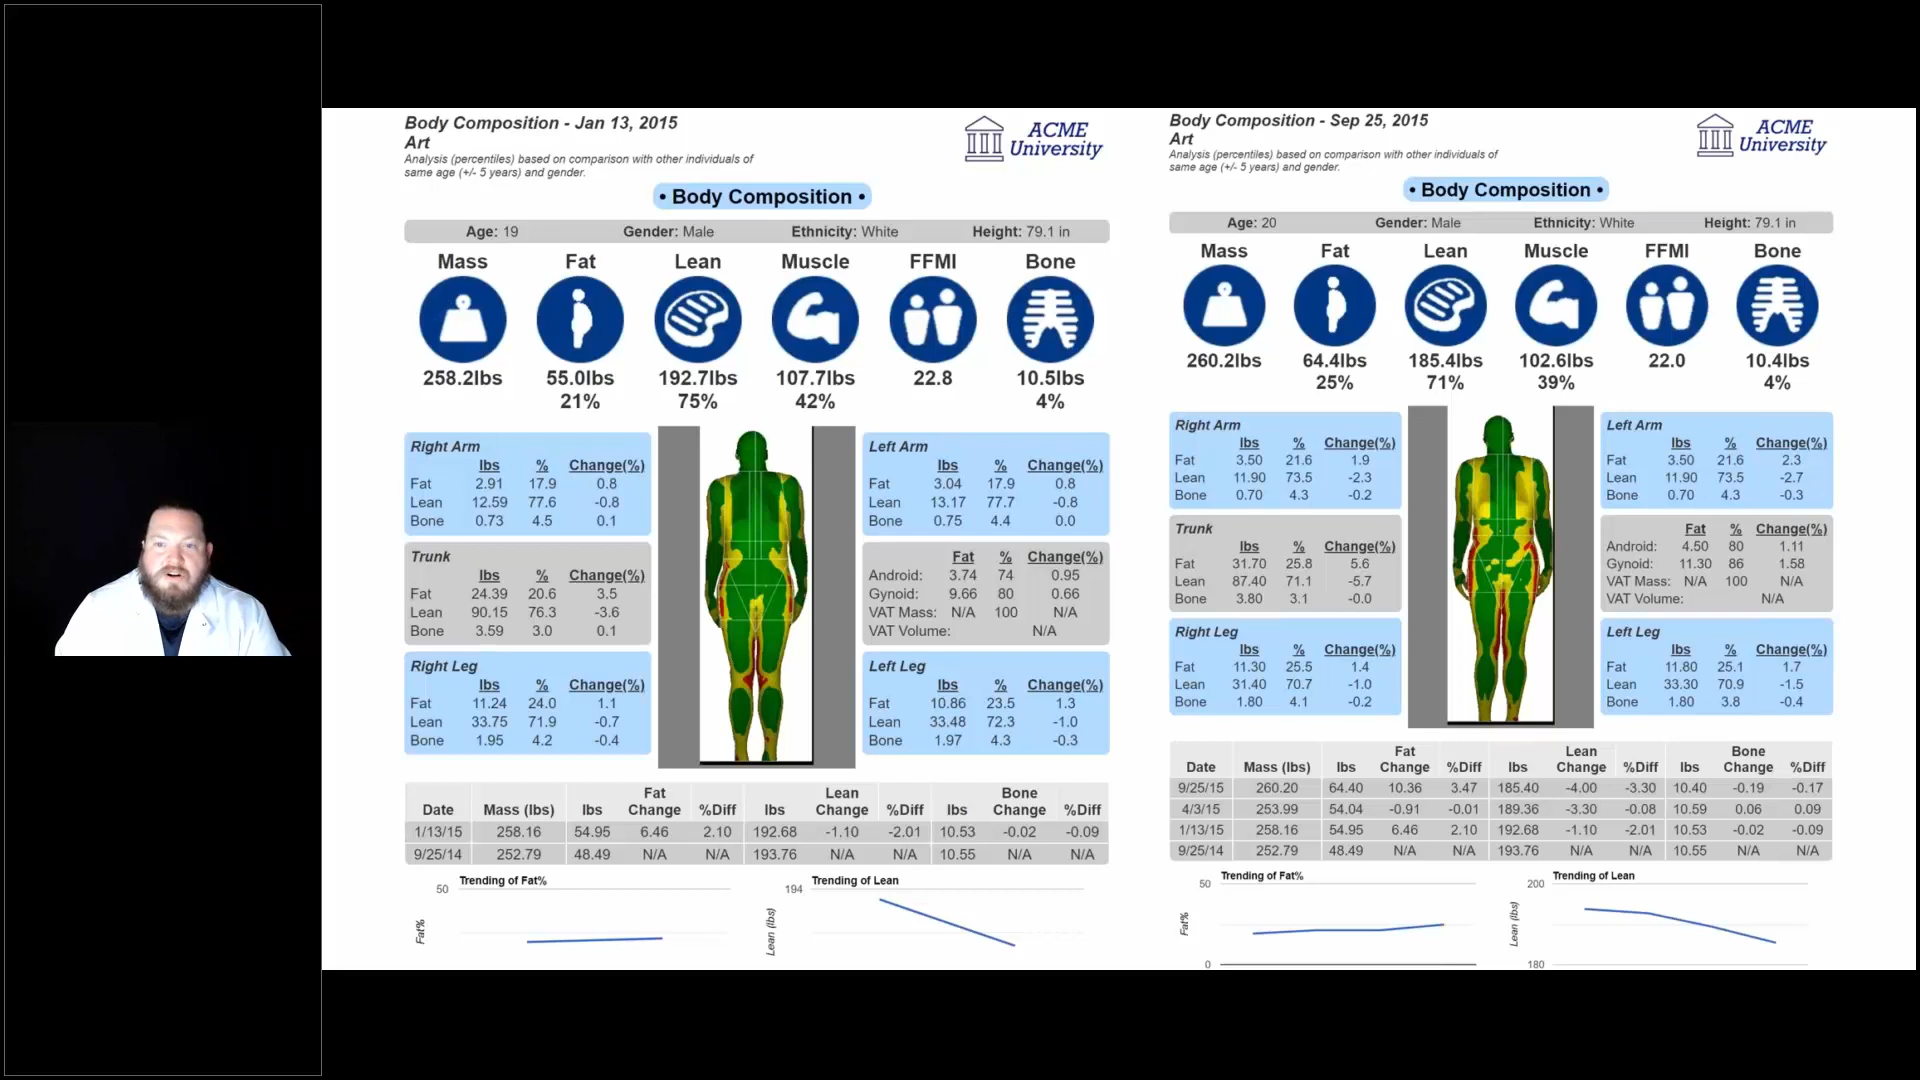 Body Composition - Jan 13, 2015
Art
Analysis (percentiles) based on comparison with other individuals of
same age (+/- 5 years) and gender.
ACME
University
• Body Composition •
Age: 19 Gender: Male Ethnicity: White Height: 79.1 in
Mass Fat Lean Muscle FFMI Bone
258.2lbs 55.0lbs 192.7lbs 107.7lbs 22.8 10.5lbs
21% 75% 42% 4%
Right Arm
lbs % Change(%)
Fat 2.91 17.9 0.8
Lean 12.59 77.6 -0.8
Bone 0.73 4.5 0.1
Left Arm
lbs % Change(%)
Fat 3.04 17.9 0.8
Lean 13.17 77.7 -0.8
Bone 0.75 4.4 0.0
Trunk
lbs % Change(%)
Fat 24.39 20.6 3.5
Lean 90.15 76.3 -3.6
Bone 3.59 3.0 0.1
Fat % Change(%)
Android: 3.74 74 0.95
Gynoid: 9.66 80 0.66
VAT Mass: N/A 100 N/A
VAT Volume: N/A
Right Leg
lbs % Change(%)
Fat 11.24 24.0 1.1
Lean 33.75 71.9 -0.7
Bone 1.95 4.2 -0.4
Left Leg
lbs % Change(%)
Fat 10.86 23.5 1.3
Lean 33.48 72.3 -1.0
Bone 1.97 4.3 -0.3
Fat Lean Bone
Date Mass (lbs) lbs Change %Diff lbs Change %Diff lbs Change %Diff
1/13/15 258.16 54.95 6.46 2.10 192.68 -1.10 -2.01 10.53 -0.02 -0.09
9/25/14 252.79 48.49 N/A N/A 193.76 N/A N/A 10.55 N/A N/A
Trending of Fat%
50
Fat%
Trending of Lean
194
Lean (lbs)
Body Composition - Sep 25, 2015
Art
Analysis (percentiles) based on comparison with other individuals of
same age (+/- 5 years) and gender.
ACME
University
• Body Composition •
Age: 20 Gender: Male Ethnicity: White Height: 79.1 in
Mass Fat Lean Muscle FFMI Bone
260.2lbs 64.4lbs 185.4lbs 102.6lbs 22.0 10.4lbs
25% 71% 39% 4%
Right Arm
lbs % Change(%)
Fat 3.50 21.6 1.9
Lean 11.90 73.5 -2.3
Bone 0.70 4.3 -0.2
Left Arm
lbs % Change(%)
Fat 3.50 21.6 2.3
Lean 11.90 73.5 -2.7
Bone 0.70 4.3 -0.3
Trunk
lbs % Change(%)
Fat 31.70 25.8 5.6
Lean 87.40 71.1 -5.7
Bone 3.80 3.1 -0.0
Fat % Change(%)
Android: 4.50 80 1.11
Gynoid: 11.30 86 1.58
VAT Mass: N/A 100 N/A
VAT Volume: N/A
Right Leg
lbs % Change(%)
Fat 11.30 25.5 1.4
Lean 31.40 70.7 -1.0
Bone 1.80 4.1 -0.2
Left Leg
lbs % Change(%)
Fat 11.80 25.1 1.7
Lean 33.30 70.9 -1.5
Bone 1.80 3.8 -0.4
Fat Lean Bone
Date Mass (lbs) lbs Change %Diff lbs Change %Diff lbs Change %Diff
9/25/15 260.20 64.40 10.36 3.47 185.40 -4.00 -3.30 10.40 -0.19 -0.17
4/3/15 253.99 54.04 -0.91 -0.01 189.36 -3.30 -0.08 10.59 0.06 0.09
1/13/15 258.16 54.95 6.46 2.10 192.68 -1.10 -2.01 10.53 -0.02 -0.09
9/25/14 252.79 48.49 N/A N/A 193.76 N/A N/A 10.55 N/A N/A
Trending of Fat%
50
Fat%
0
Trending of Lean
200
Lean (lbs)
180